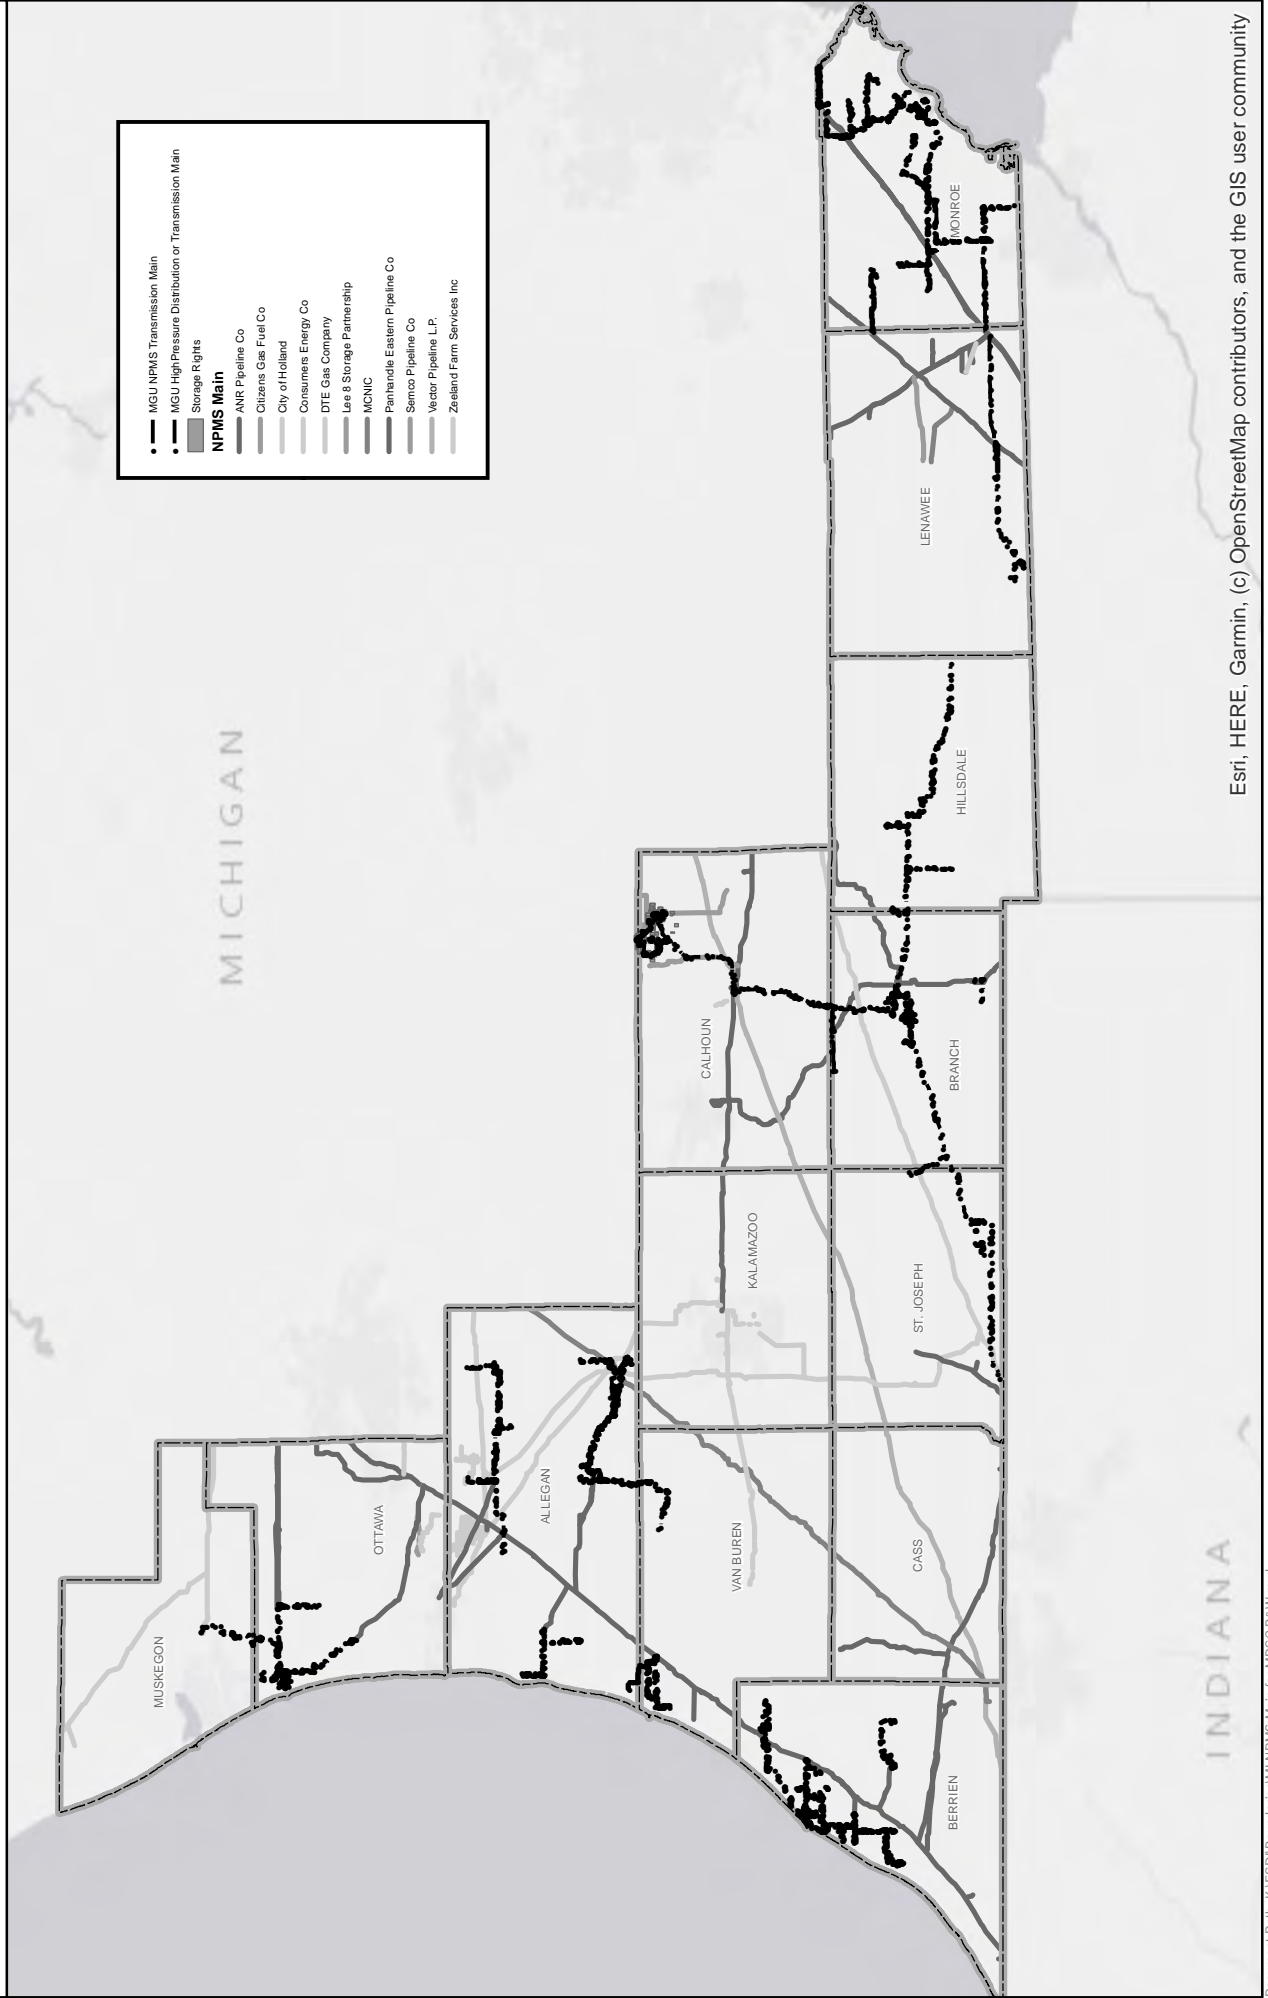 MICHIGAN
MGU NPMS Transmission Main
MGU High Pressure Distribution or Transmission Main
Storage Rights
NPMS Main
ANR Pipeline Co
Citizens Gas Fuel Co
City of Holland
Consumers Energy Co
DTE Gas Company
Lee 8 Storage Partnership
MCNIC
Panhandle Eastern Pipeline Co
Semco Pipeline Co
Vector Pipeline L.P.
Zeeland Farm Services Inc
MUSKEGON
OTTAWA
ALLEGAN
VAN BUREN
KALAMAZOO
CALHOUN
BERRIEN
CASS
ST. JOSEPH
BRANCH
HILLSDALE
LENAWEE
MONROE
INDIANA
Esri, HERE, Garmin, (c) OpenStreetMap contributors, and the GIS user community